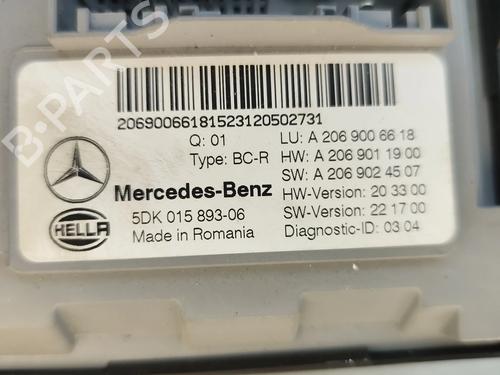 20690066181523120502731
Q: 01 LU: A 206 900 66 18
Type: BC-R HW: A 206 901 19 00
SW: A 206 902 45 07
Mercedes-Benz HW-Version: 20 33 00
HELLA 5DK 015 893-06 SW-Version: 22 17 00
Made in Romania Diagnostic-ID: 03 04
B-PARTS